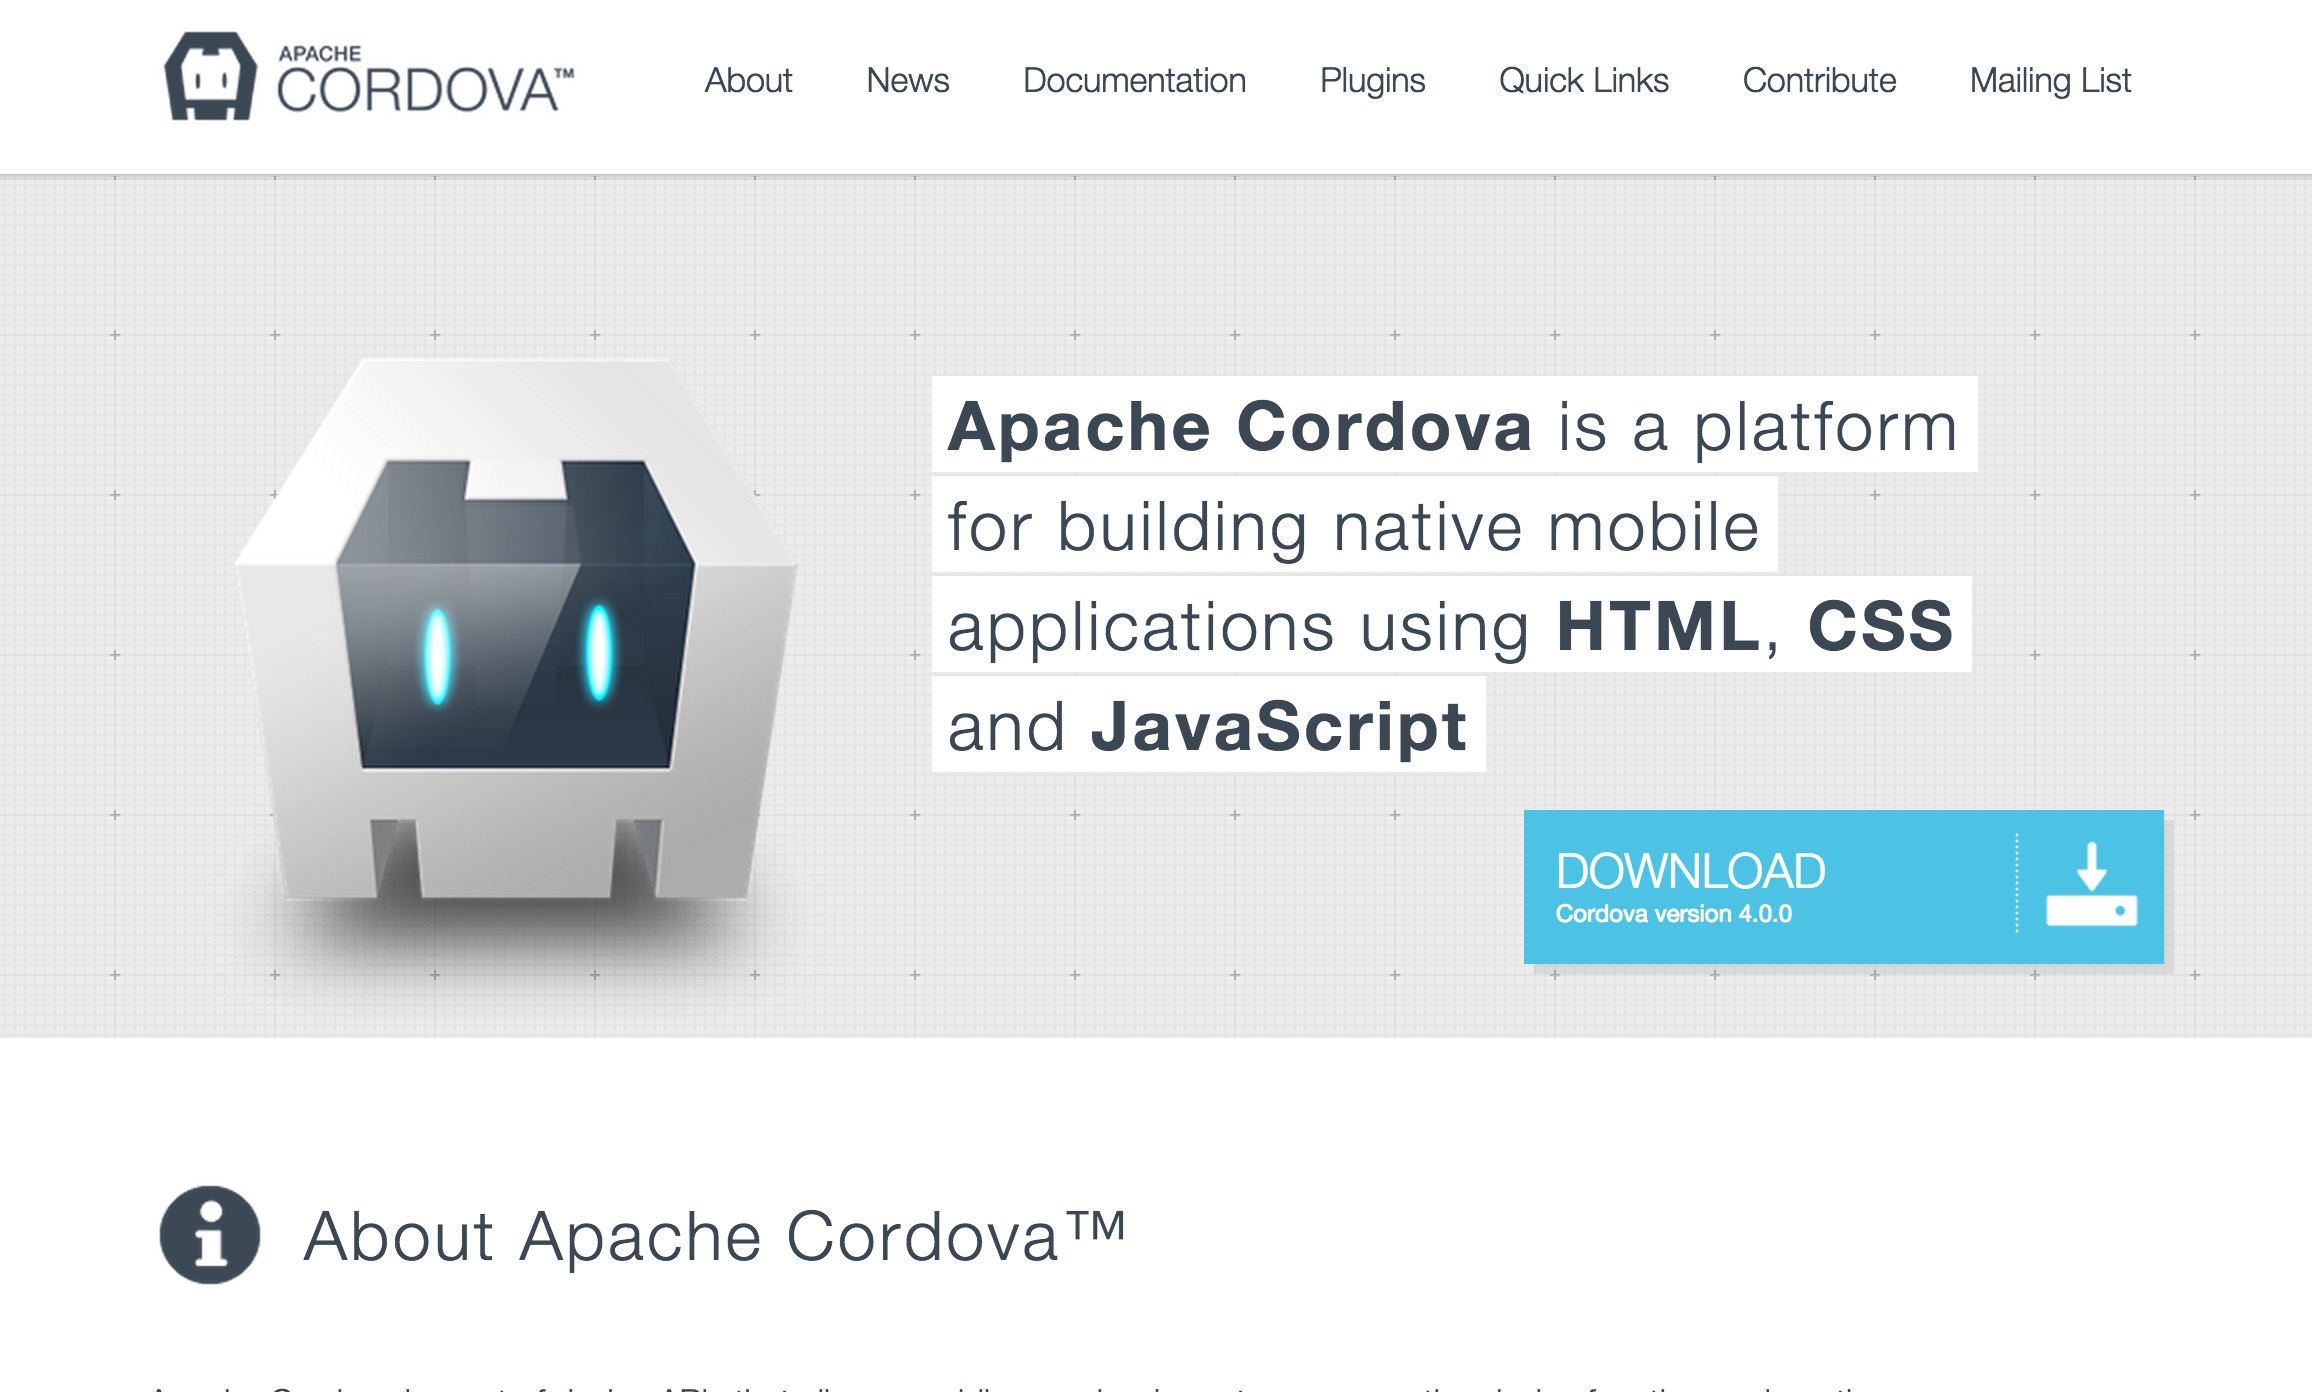 APACHE
CORDOVA™
About News Documentation Plugins Quick Links Contribute Mailing List
Apache Cordova is a platform
for building native mobile
applications using HTML, CSS
and JavaScript
DOWNLOAD
Cordova version 4.0.0
About Apache Cordova™